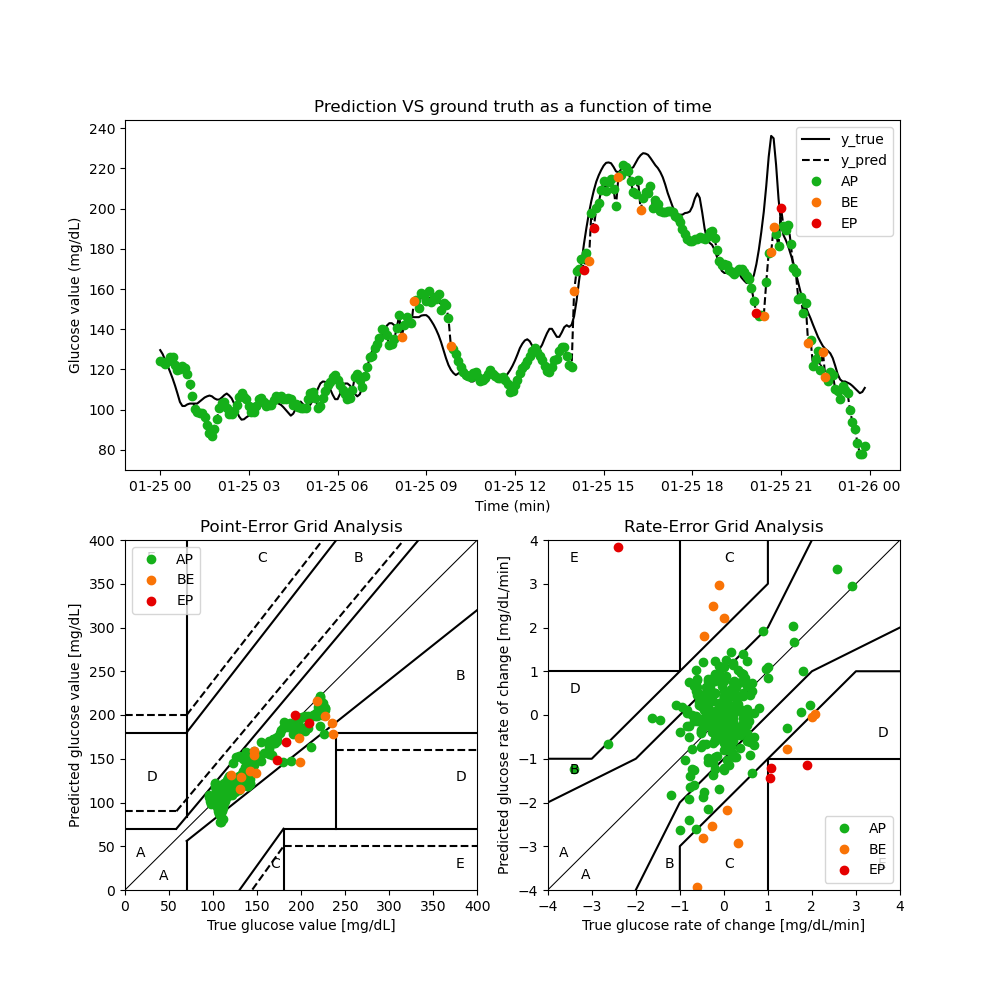 Prediction VS ground truth as a function of time
Glucose value (mg/dL)
240
220
200
180
160
140
120
100
80
y_true
y_pred
AP
BE
EP
01-25 00 01-25 03 01-25 06 01-25 09 01-25 12 01-25 15 01-25 18 01-25 21 01-26 00
Time (min)
Point-Error Grid Analysis
Predicted glucose value [mg/dL]
400
350
300
250
200
150
100
50
0
AP
BE
EP
C
B
B
D
D
A
A
C
E
0 50 100 150 200 250 300 350 400
True glucose value [mg/dL]
Rate-Error Grid Analysis
Predicted glucose rate of change [mg/dL/min]
4
3
2
1
0
−1
−2
−3
−4
E
C
D
D
B
A
A
B
C
AP
BE
EP
−4 −3 −2 −1 0 1 2 3 4
True glucose rate of change [mg/dL/min]